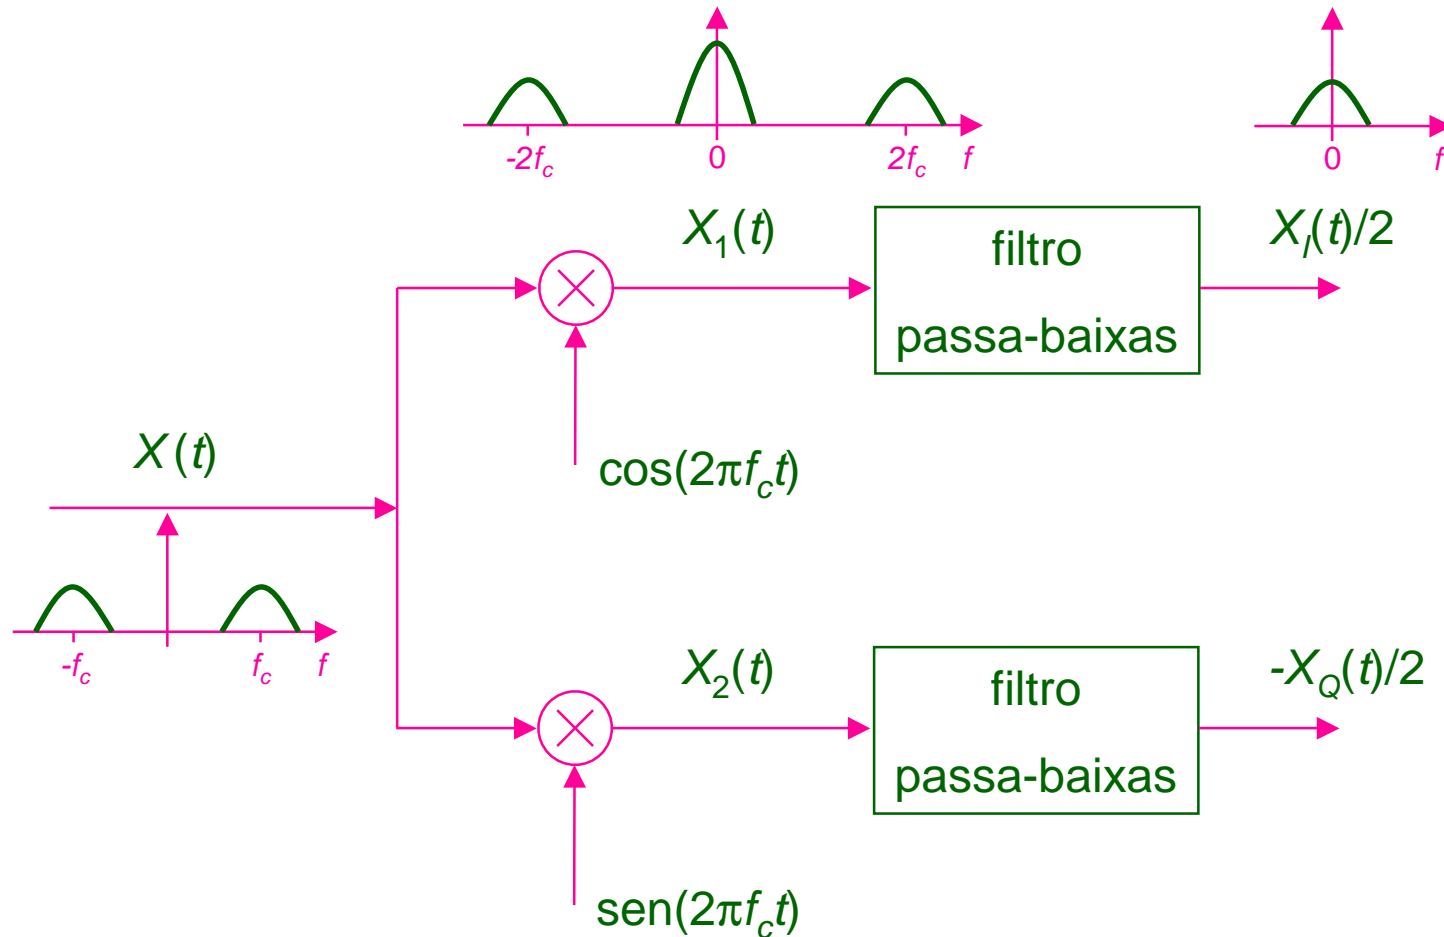 -2f_c 0 2f_c f
0 f
X_1(t)
filtro
passa-baixas
X_I(t)/2
cos(2πf_ct)
X(t)
-f_c f_c f
X_2(t)
filtro
passa-baixas
-X_Q(t)/2
sen(2πf_ct)